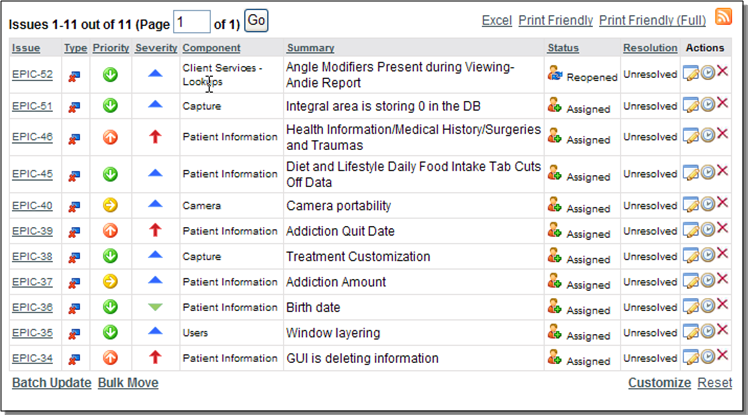 Issues 1-11 out of 11 (Page 1 of 1) Go
Excel Print Friendly Print Friendly (Full)
Issue Type Priority Severity Component Summary Status Resolution Actions
EPIC-52 Client Services - Lookups Angle Modifiers Present during Viewing-
Andie Report Reopened Unresolved
EPIC-51 Capture Integral area is storing 0 in the DB Assigned Unresolved
EPIC-46 Patient Information Health Information/Medical History/Surgeries
and Traumas Assigned Unresolved
EPIC-45 Patient Information Diet and Lifestyle Daily Food Intake Tab Cuts
Off Data Assigned Unresolved
EPIC-40 Camera Camera portability Assigned Unresolved
EPIC-39 Patient Information Addiction Quit Date Assigned Unresolved
EPIC-38 Capture Treatment Customization Assigned Unresolved
EPIC-37 Patient Information Addiction Amount Assigned Unresolved
EPIC-36 Patient Information Birth date Assigned Unresolved
EPIC-35 Users Window layering Assigned Unresolved
EPIC-34 Patient Information GUI is deleting information Assigned Unresolved
Batch Update Bulk Move Customize Reset